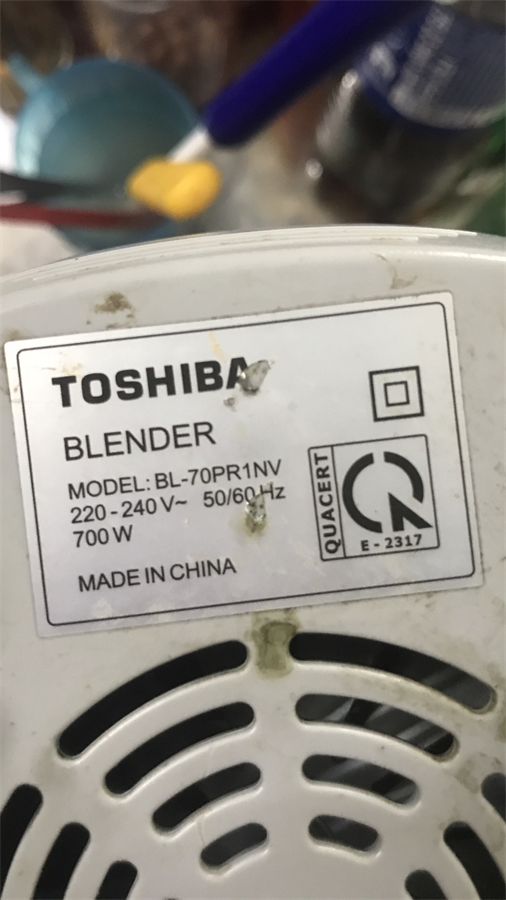 TOSHIBA
BLENDER
MODEL: BL-70PR1NV
220 - 240 V~ 50/60 Hz
700 W
MADE IN CHINA
QUACERT
E - 2317